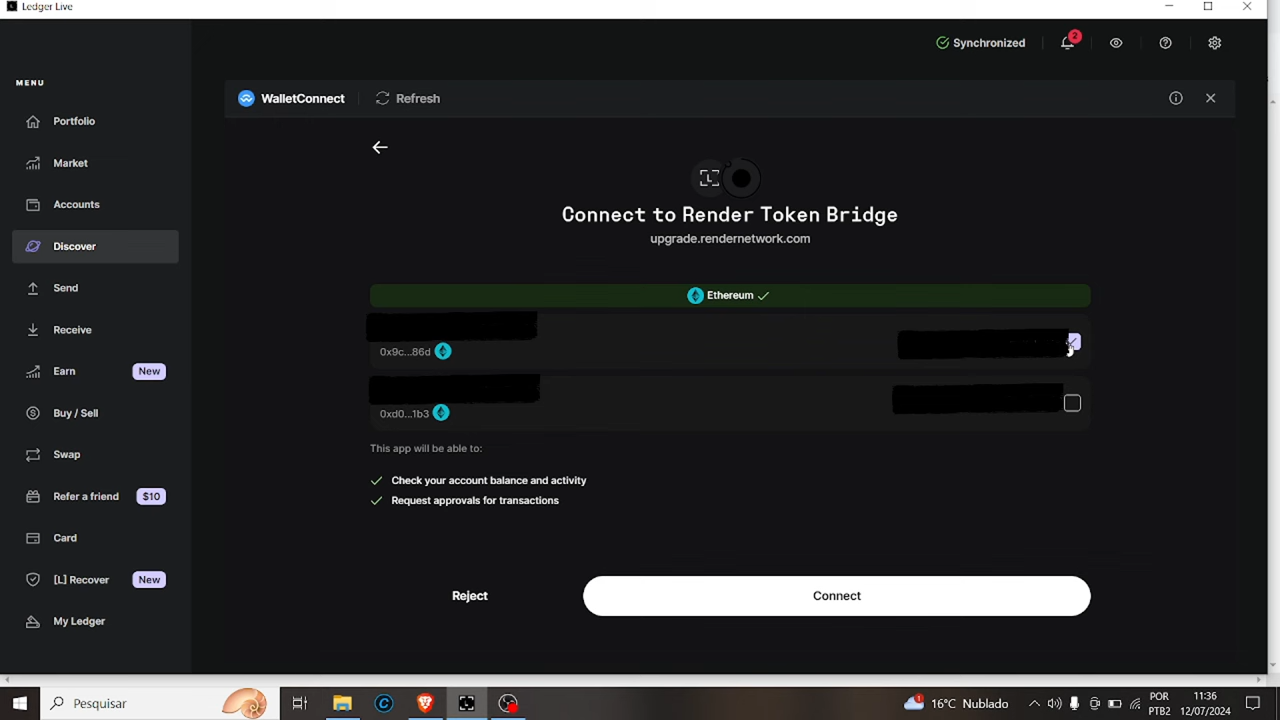 Ledger Live
Synchronized
2
MENU
WalletConnect
Refresh
Portfolio
Market
Accounts
Discover
Send
Receive
Earn
New
Buy / Sell
Swap
Refer a friend
$10
Card
[L] Recover
New
My Ledger
Connect to Render Token Bridge
upgrade.rendernetwork.com
Ethereum
0x9c...86d
0xd0...1b3
This app will be able to:
Check your account balance and activity
Request approvals for transactions
Reject
Connect
Pesquisar
1
16°C Nublado
POR
PTB2
11:36
12/07/2024